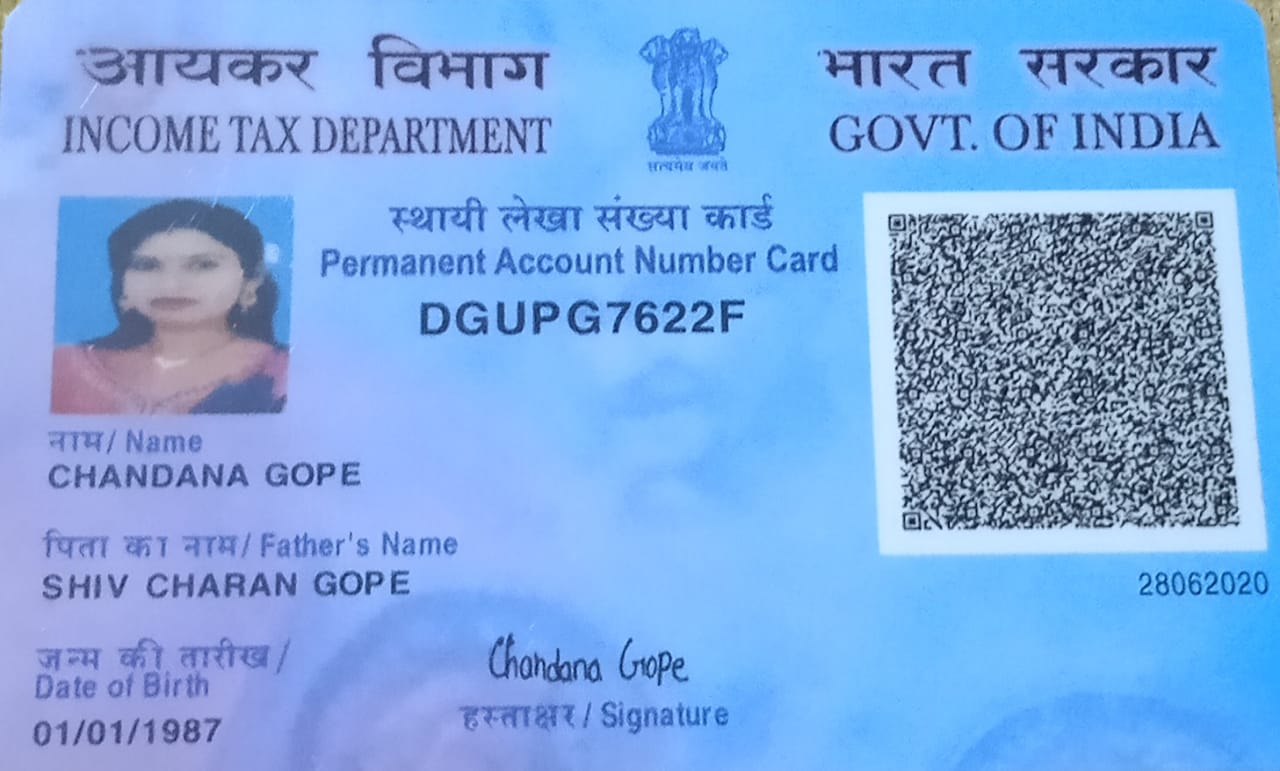 आयकर विभाग
INCOME TAX DEPARTMENT
सत्यमेव जयते
भारत सरकार
GOVT. OF INDIA
स्थायी लेखा संख्या कार्ड
Permanent Account Number Card
DGUPG7622F
नाम/ Name
CHANDANA GOPE
पिता का नाम/ Father's Name
SHIV CHARAN GOPE
28062020
जन्म की तारीख/
Date of Birth
01/01/1987
Chandana Gope
हस्ताक्षर/ Signature